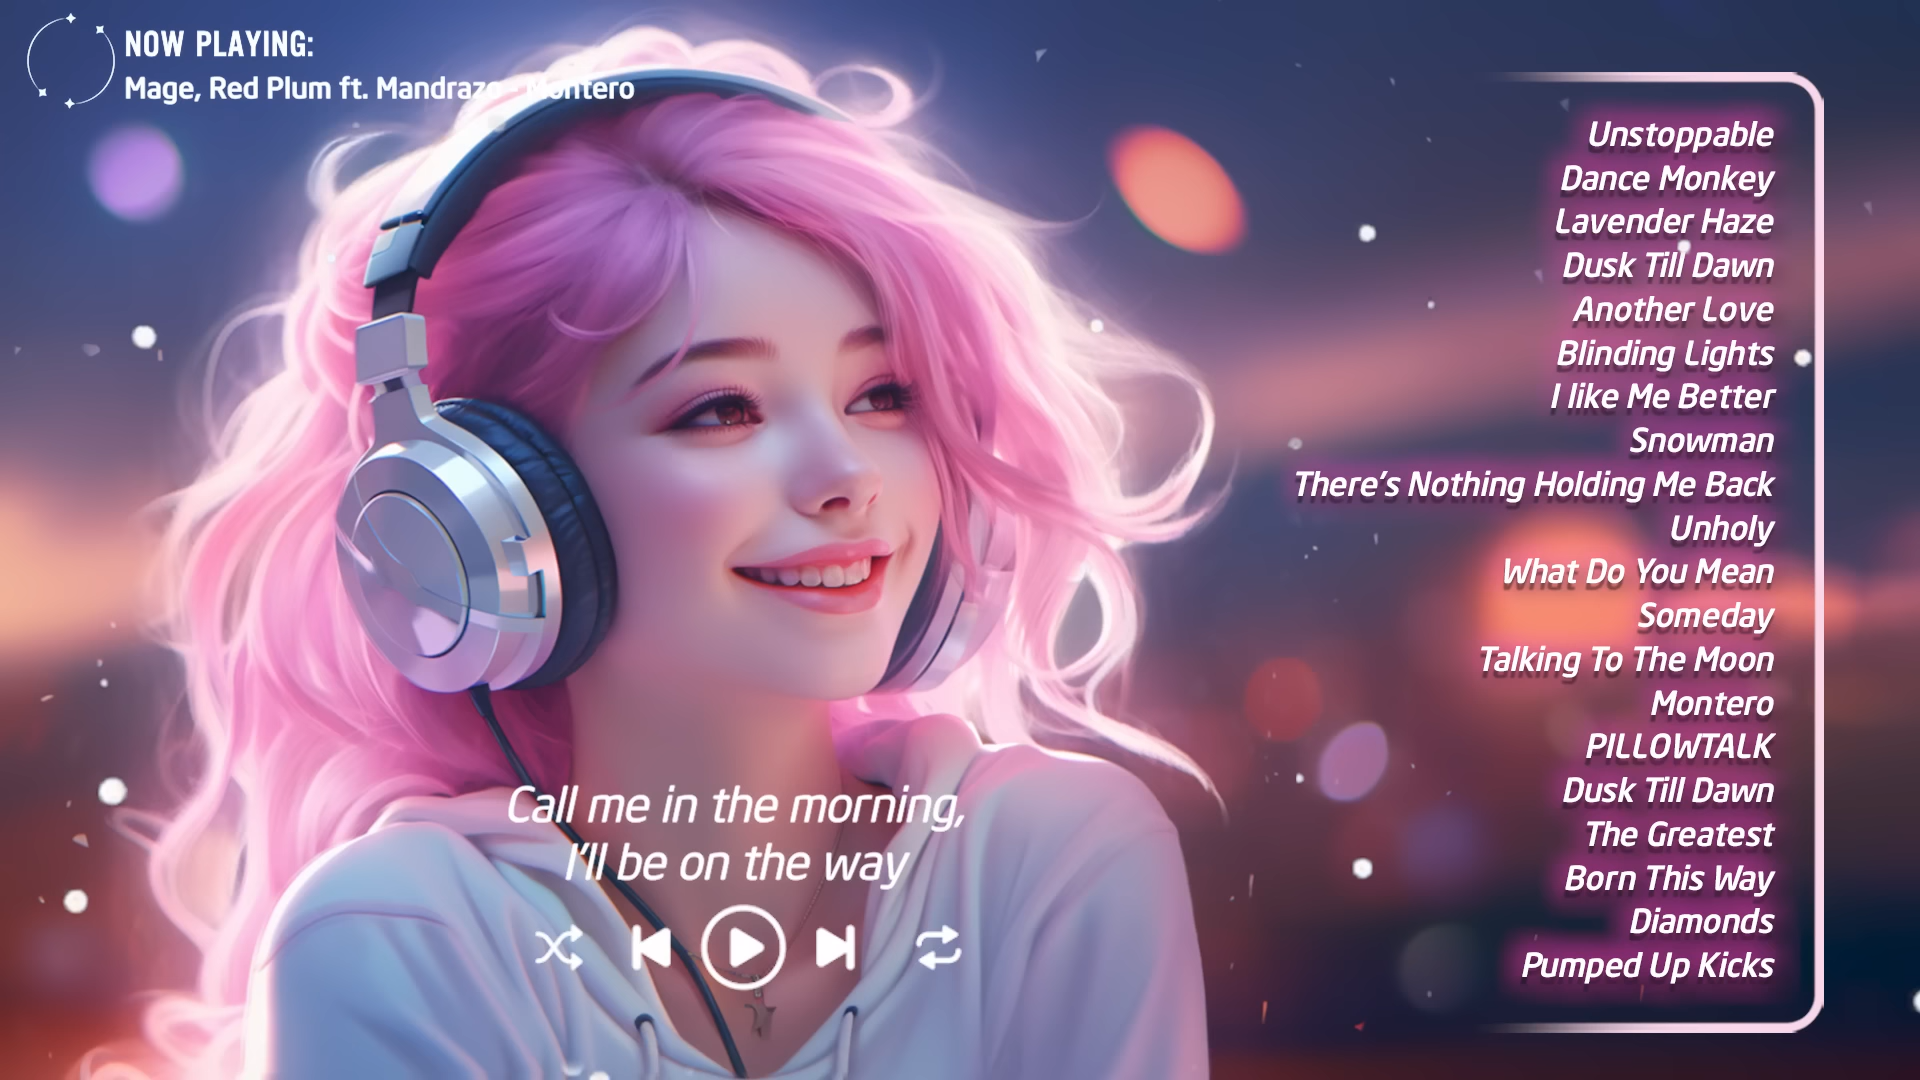 NOW PLAYING:
Mage, Red Plum ft. Mandrazo - Montero
Unstoppable
Dance Monkey
Lavender Haze
Dusk Till Dawn
Another Love
Blinding Lights
I like Me Better
Snowman
There's Nothing Holding Me Back
Unholy
What Do You Mean
Someday
Talking To The Moon
Montero
PILLOWTALK
Dusk Till Dawn
The Greatest
Born This Way
Diamonds
Pumped Up Kicks
Call me in the morning,
I'll be on the way